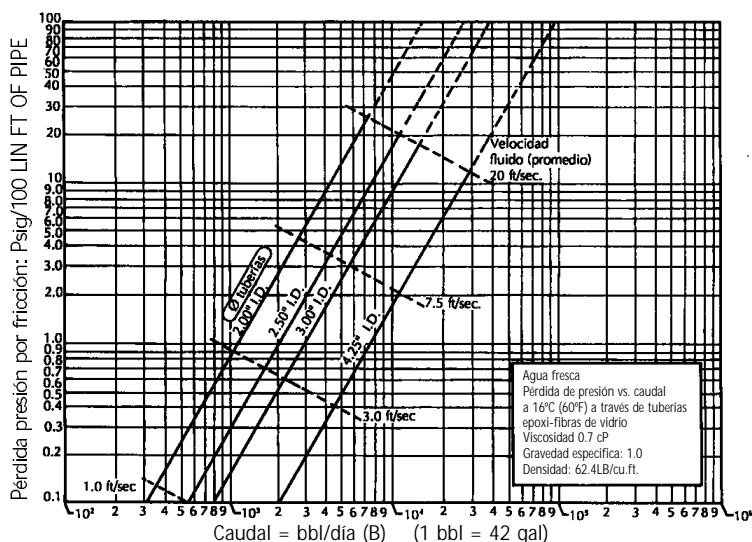 Pérdida presión por fricción: Psig/100 LIN FT OF PIPE
100
90
80
70
60
50
40
30
20
10
9.0
8.0
7.0
6.0
5.0
4.0
3.0
2.0
1.0
0.9
0.8
0.7
0.6
0.5
0.4
0.3
0.2
0.1
Velocidad
fluido (promedio)
20 ft/sec.
7.5 ft/sec.
3.0 ft/sec
1.0 ft/sec
Ø tuberías
2.00" I.D.
2.50" I.D.
3.00" I.D.
4.25" I.D.
Agua fresca
Pérdida de presión vs. caudal
a 16ºC (60ºF) a través de tuberías
epoxi-fibras de vidrio
Viscosidad 0.7 cP
Gravedad especifica: 1.0
Densidad: 62.4LB/cu.ft.
10² 2 3 4 5 6 7 8 9 10³ 2 3 4 5 6 7 8 9 10⁴ 2 3 4 5 6 7 8 9 10⁵ 2 3 4 5 6 7 8 9 10⁶
Caudal = bbl/día (B) (1 bbl = 42 gal)